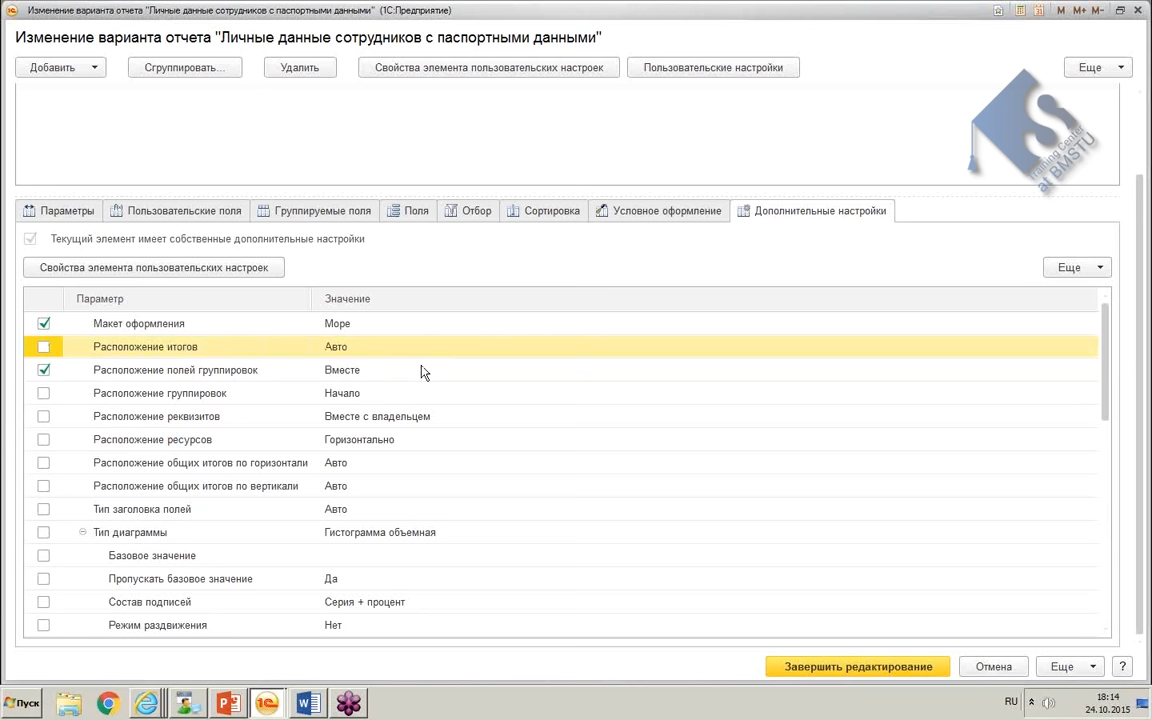 Изменение варианта отчета "Личные данные сотрудников с паспортными данными" (1С:Предприятие)
M M+ M-
Изменение варианта отчета "Личные данные сотрудников с паспортными данными"
Добавить Сгруппировать... Удалить Свойства элемента пользовательских настроек Пользовательские настройки Еще
Training Center
at BMSTU
Параметры Пользовательские поля Группируемые поля Поля Отбор Сортировка Условное оформление Дополнительные настройки
Текущий элемент имеет собственные дополнительные настройки
Свойства элемента пользовательских настроек Еще
Параметр Значение
Макет оформления Море
Расположение итогов Авто
Расположение полей группировок Вместе
Расположение группировок Начало
Расположение реквизитов Вместе с владельцем
Расположение ресурсов Горизонтально
Расположение общих итогов по горизонтали Авто
Расположение общих итогов по вертикали Авто
Тип заголовка полей Авто
Тип диаграммы Гистограмма объемная
Базовое значение
Пропускать базовое значение Да
Состав подписей Серия + процент
Режим раздвижения Нет
Завершить редактирование Отмена Еще ?
Пуск RU 18:14
24.10.2015